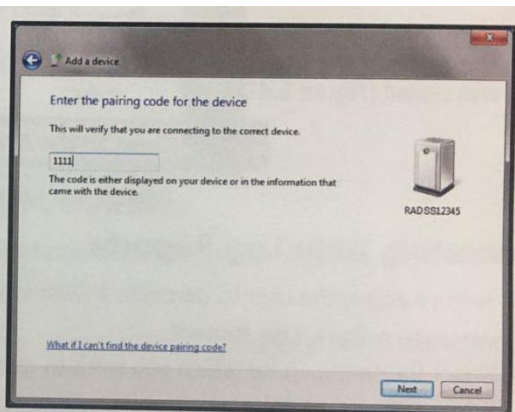 Add a device
Enter the pairing code for the device
This will verify that you are connecting to the correct device.
1111
The code is either displayed on your device or in the information that
came with the device.
RADSS12345
What if I can't find the device pairing code?
Next
Cancel